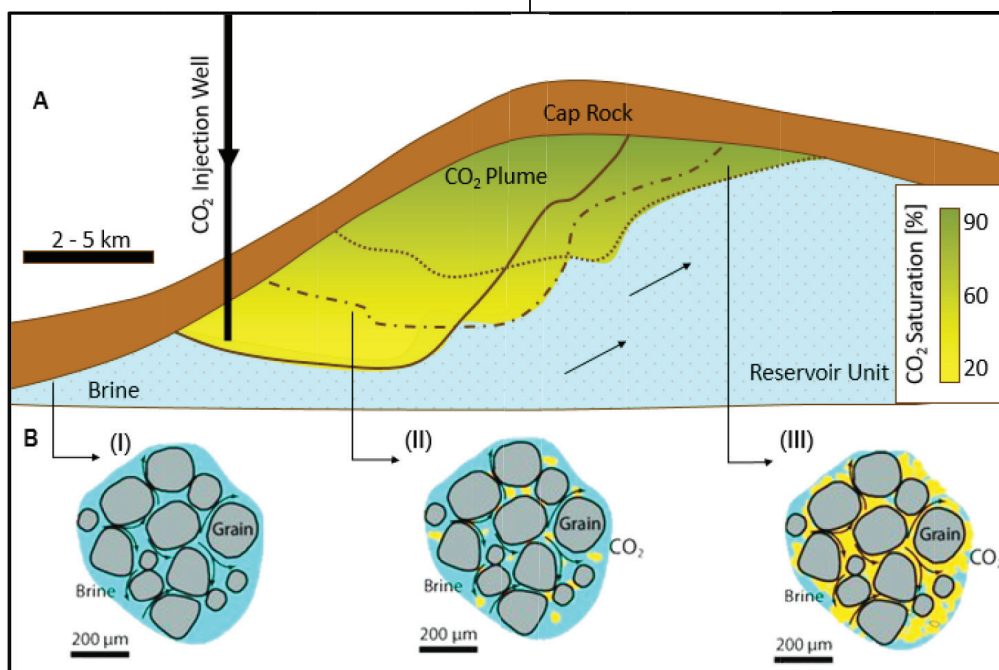 A
CO₂ Injection Well
Cap Rock
CO₂ Plume
2 - 5 km
CO₂ Saturation [%]
90
60
20
Brine
Reservoir Unit
B
(I)
(II)
(III)
Grain
Brine
200 µm
Grain
CO₂
Brine
200 µm
Grain
CO₂
Brine
200 µm